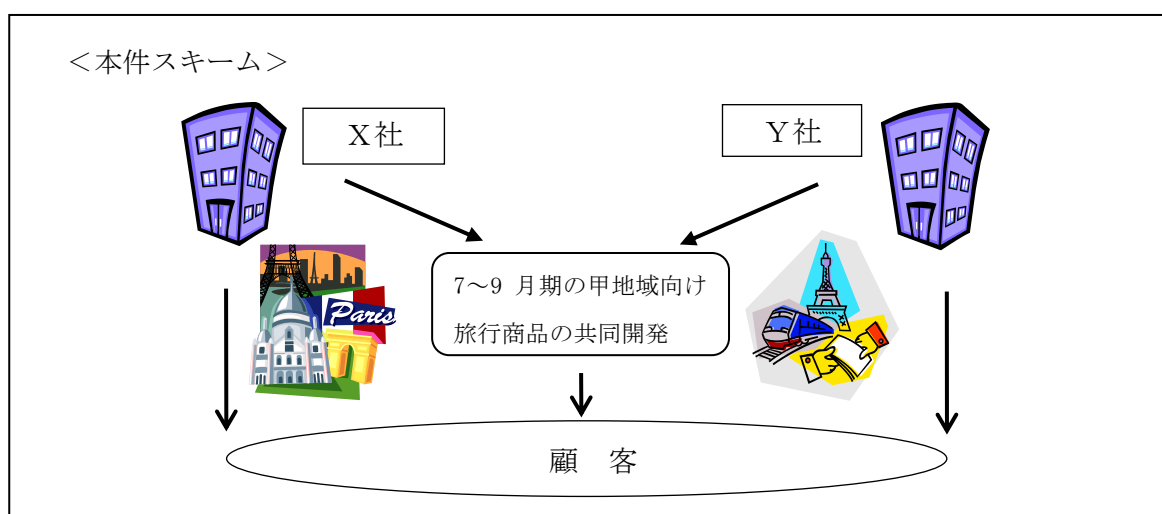 <本件スキーム>
X社
Y社
7~9 月期の甲地域向け
旅行商品の共同開発
Paris
顧 客